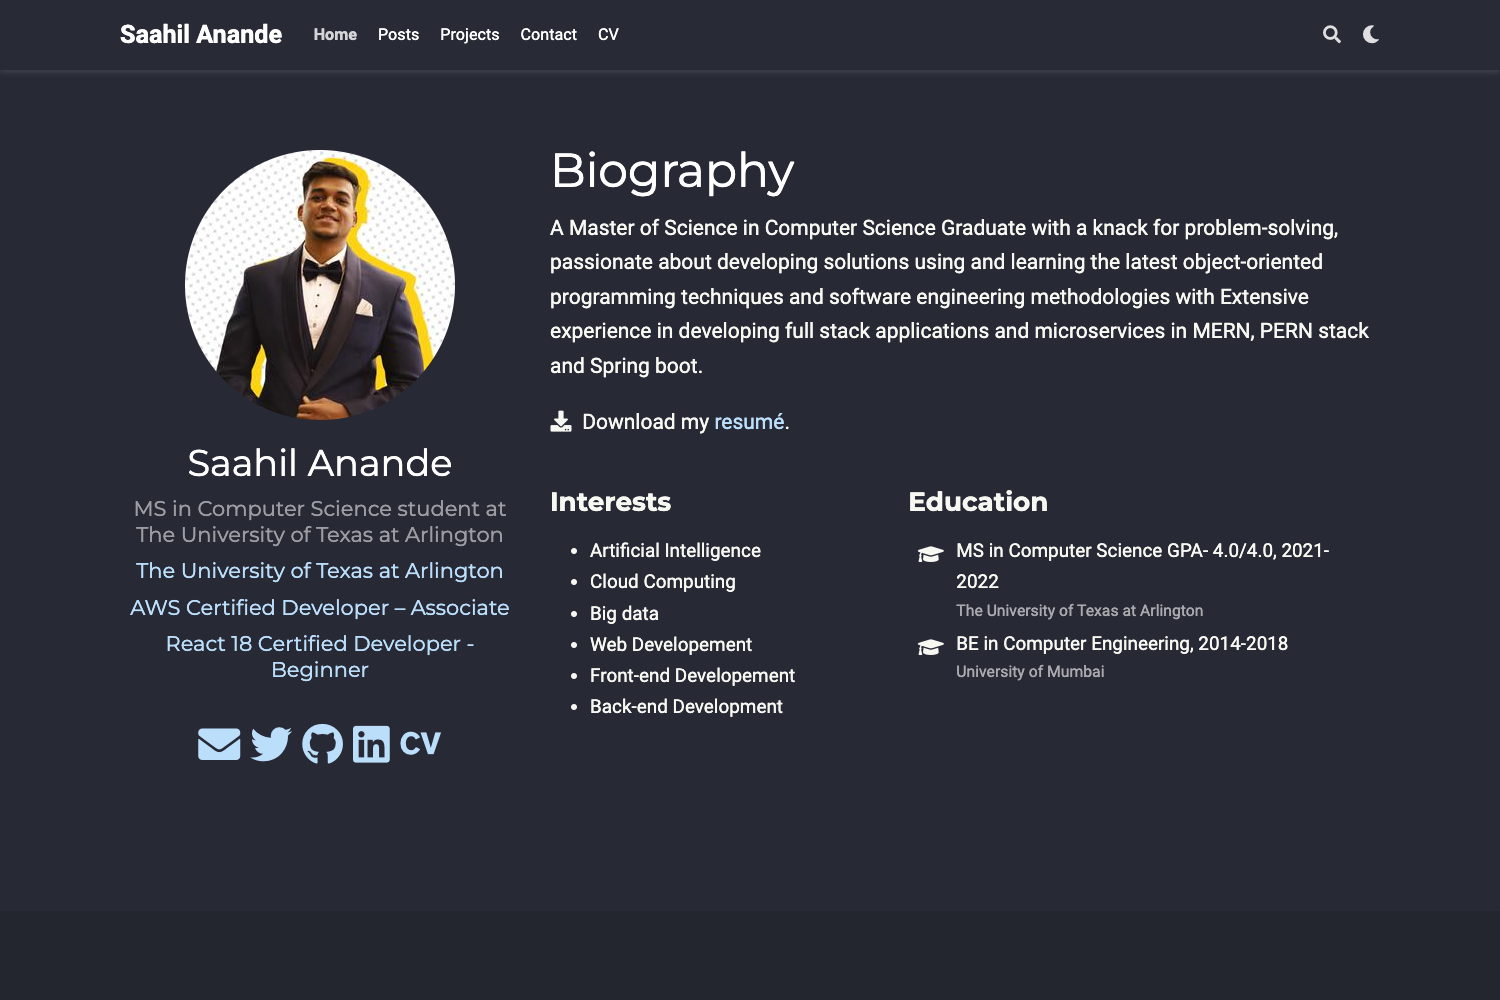 Saahil Anande
Home Posts Projects Contact CV
Biography
A Master of Science in Computer Science Graduate with a knack for problem-solving,
passionate about developing solutions using and learning the latest object-oriented
programming techniques and software engineering methodologies with Extensive
experience in developing full stack applications and microservices in MERN, PERN stack
and Spring boot.
Download my resumé.
Saahil Anande
MS in Computer Science student at
The University of Texas at Arlington
The University of Texas at Arlington
AWS Certified Developer – Associate
React 18 Certified Developer -
Beginner
CV
Interests
Artificial Intelligence
Cloud Computing
Big data
Web Developement
Front-end Developement
Back-end Development
Education
MS in Computer Science GPA- 4.0/4.0, 2021-
2022
The University of Texas at Arlington
BE in Computer Engineering, 2014-2018
University of Mumbai